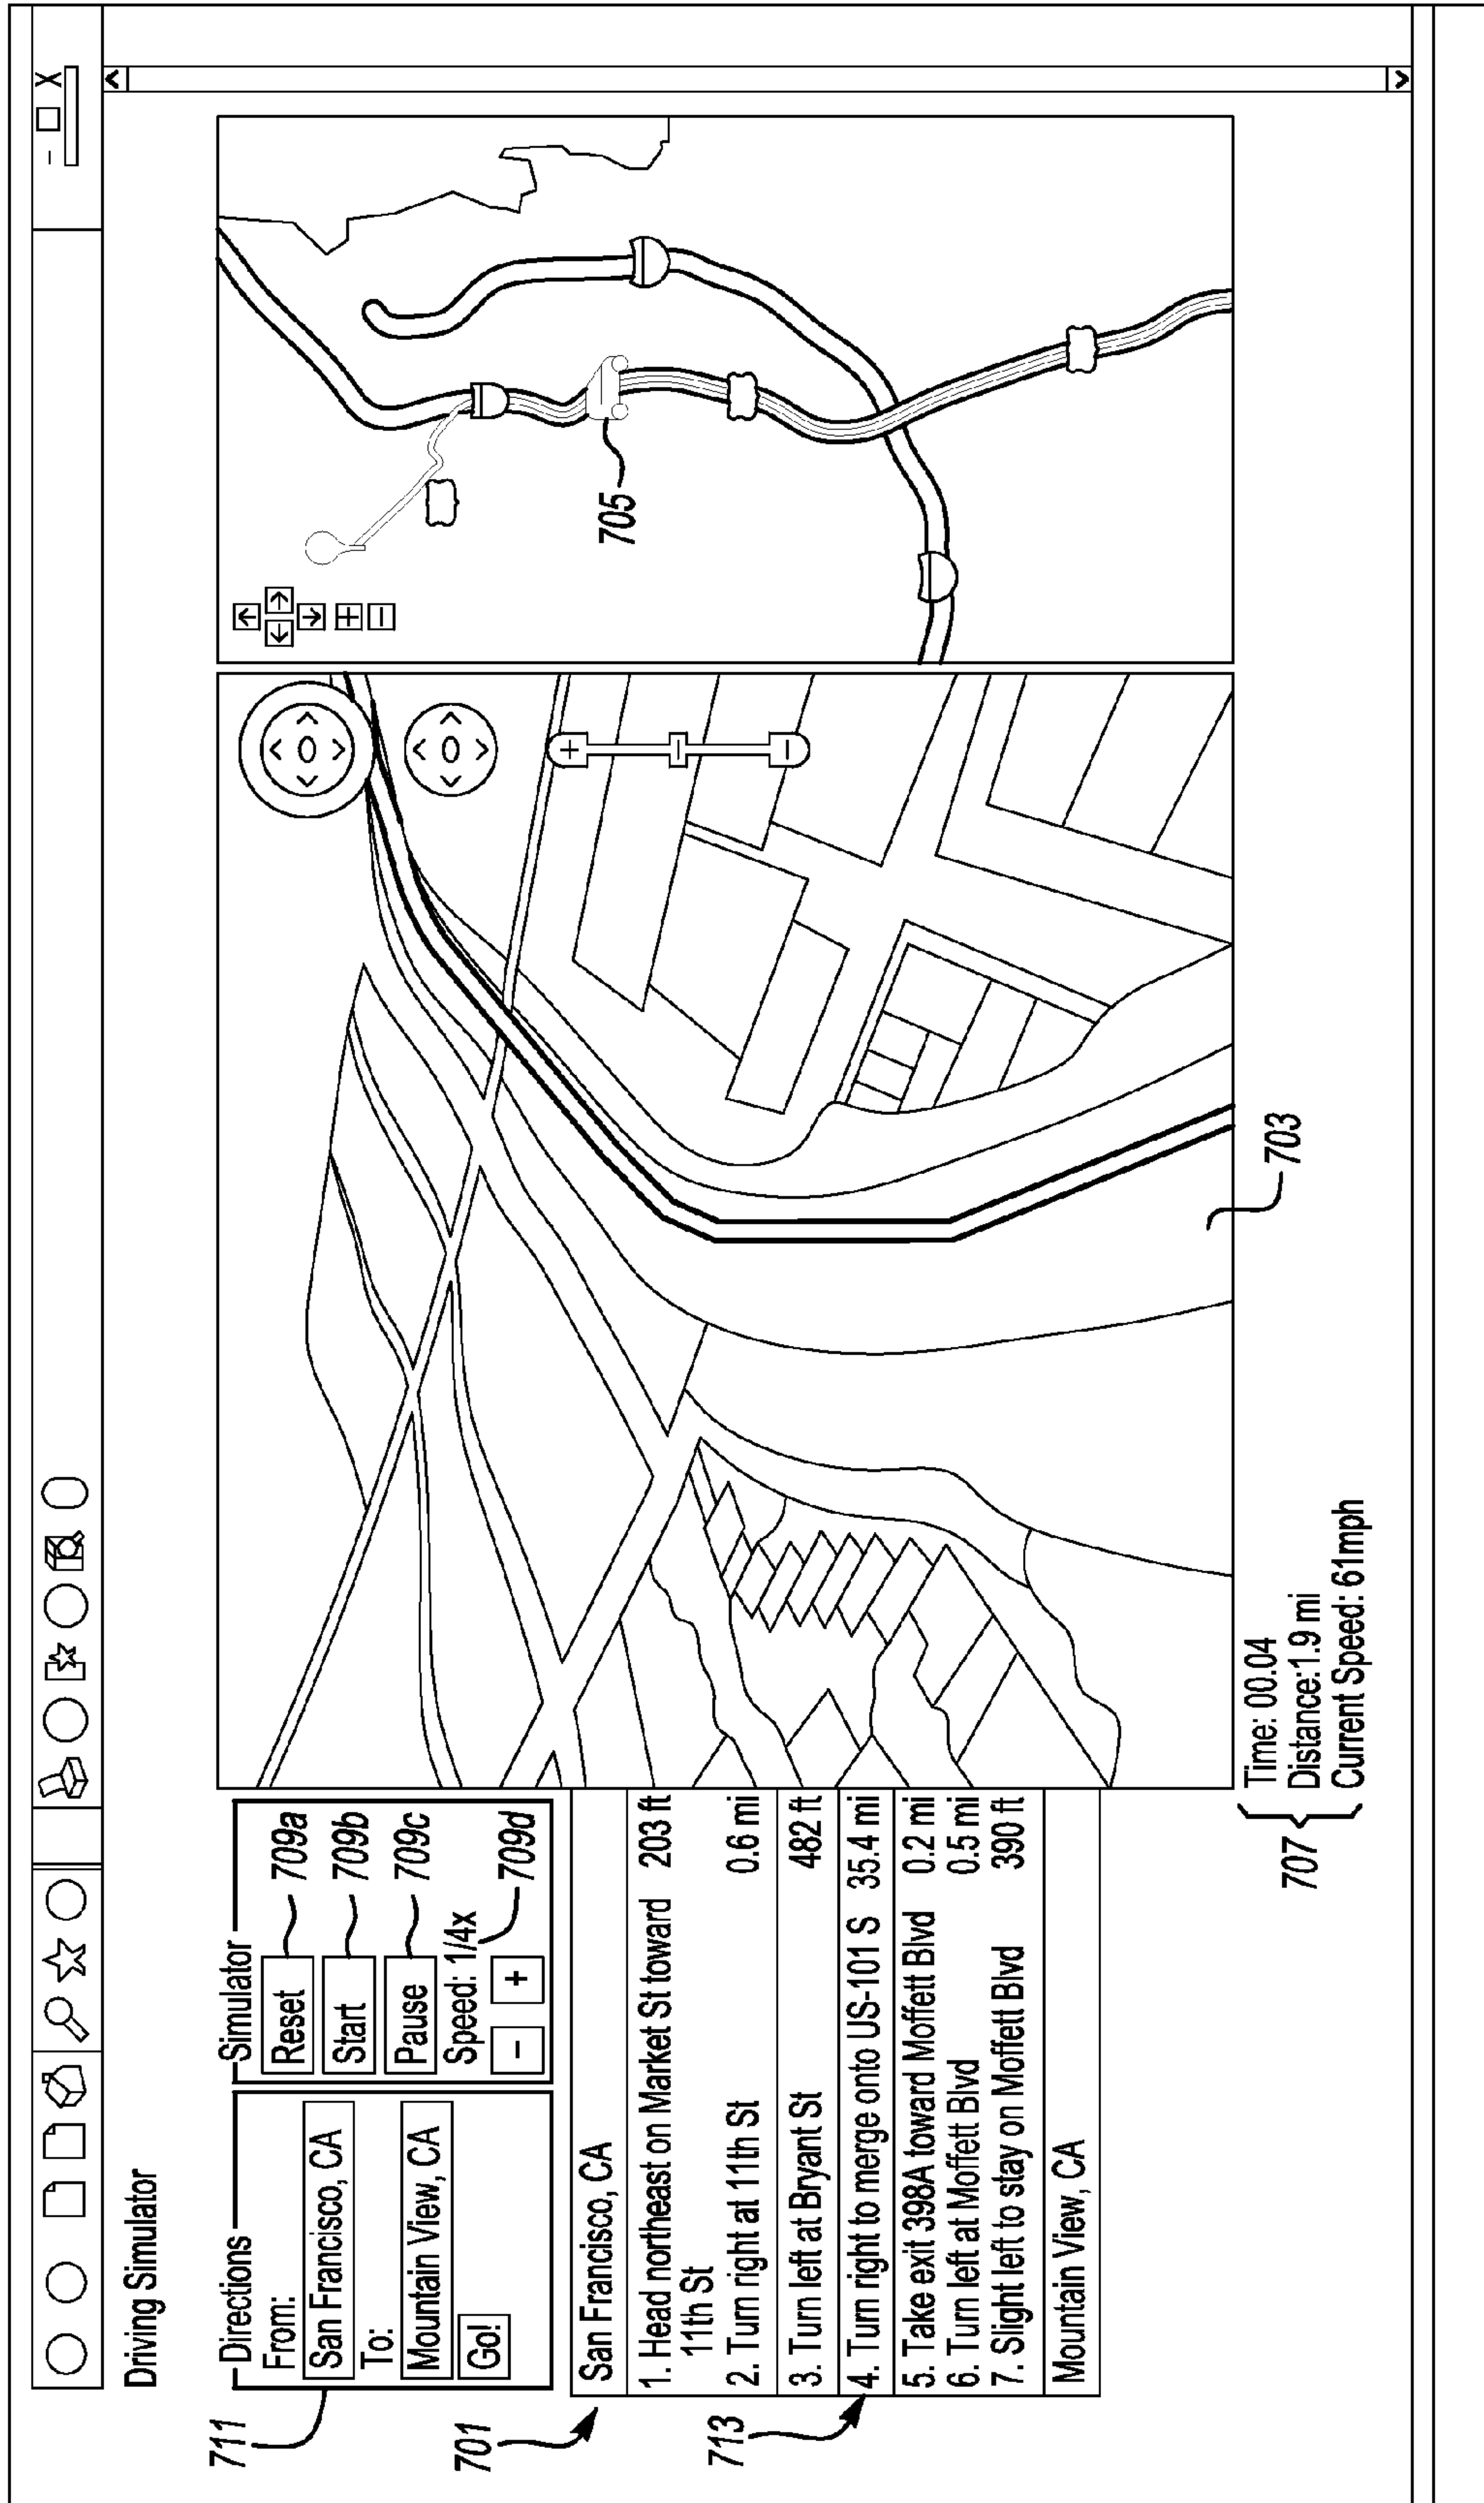 Driving Simulator
711
Directions
From:
San Francisco, CA
To:
Mountain View, CA
Go!
Simulator
Reset
709a
Start
709b
Pause
709c
Speed: 1/4x
709d
- +
701
San Francisco, CA
1. Head northeast on Market St toward 203 ft
11th St
2. Turn right at 11th St 0.6 mi
3. Turn left at Bryant St 482 ft
713
4. Turn right to merge onto US-101 S 35.4 mi
5. Take exit 398A toward Moffett Blvd 0.2 mi
6. Turn left at Moffett Blvd 0.5 mi
7. Slight left to stay on Moffett Blvd 390 ft
Mountain View, CA
705
703
707
Time: 00.04
Distance:1.9 mi
Current Speed: 61mph